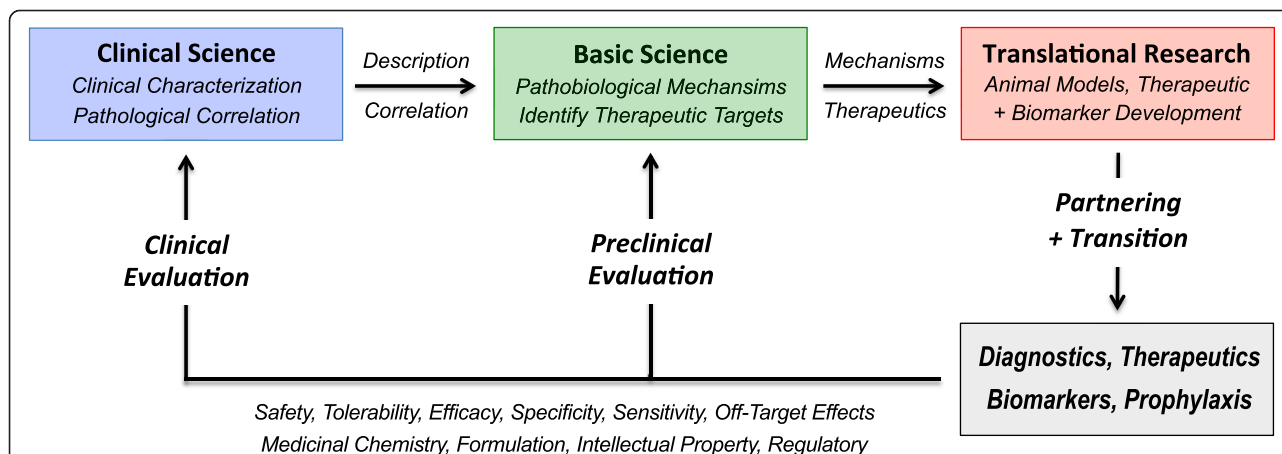 Clinical Science
Clinical Characterization
Pathological Correlation
Description
Correlation
Basic Science
Pathobiological Mechansims
Identify Therapeutic Targets
Mechanisms
Therapeutics
Translational Research
Animal Models, Therapeutic
+ Biomarker Development
Clinical
Evaluation
Preclinical
Evaluation
Partnering
+ Transition
Diagnostics, Therapeutics
Biomarkers, Prophylaxis
Safety, Tolerability, Efficacy, Specificity, Sensitivity, Off-Target Effects
Medicinal Chemistry, Formulation, Intellectual Property, Regulatory